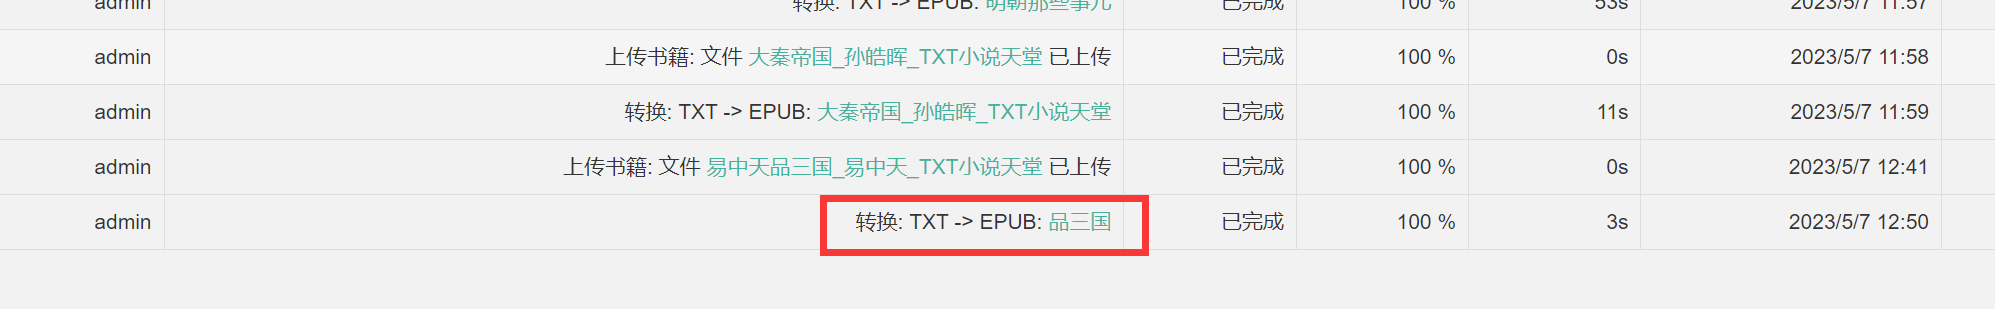 转换: TXT -> EPUB: 明朝那些事儿 已完成 100 % 53s 2023/5/7 11:57
admin 上传书籍: 文件 大秦帝国_孙皓晖_TXT小说天堂 已上传 已完成 100 % 0s 2023/5/7 11:58
admin 转换: TXT -> EPUB: 大秦帝国_孙皓晖_TXT小说天堂 已完成 100 % 11s 2023/5/7 11:59
admin 上传书籍: 文件 易中天品三国_易中天_TXT小说天堂 已上传 已完成 100 % 0s 2023/5/7 12:41
admin 转换: TXT -> EPUB: 品三国 已完成 100 % 3s 2023/5/7 12:50